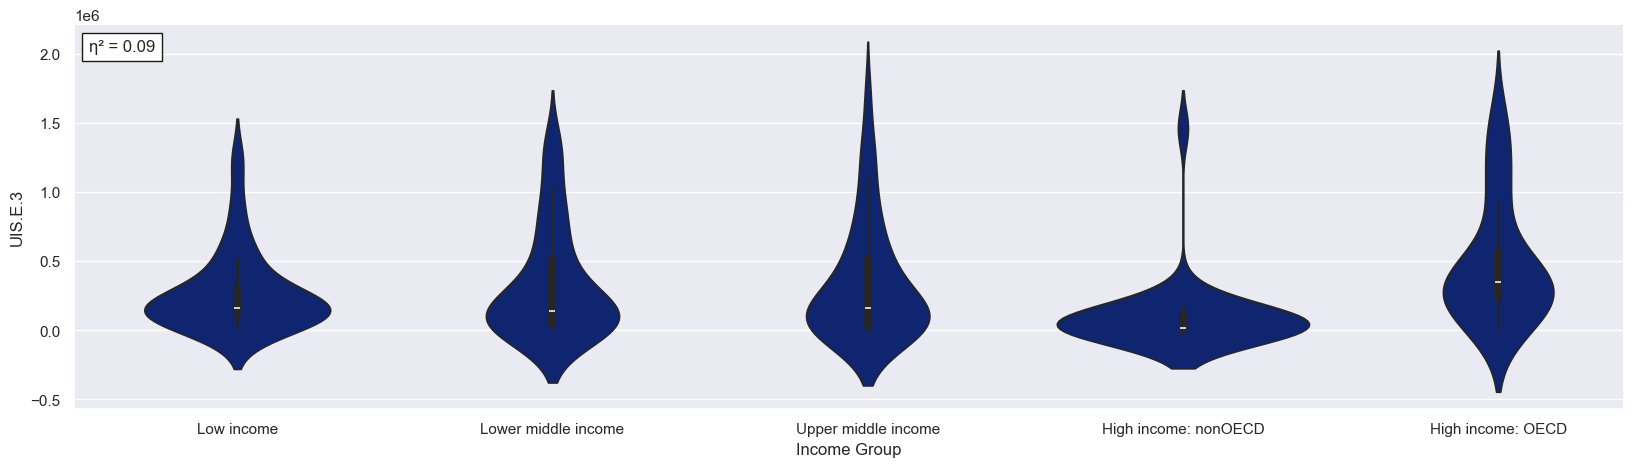 1e6
η² = 0.09
2.0
1.5
1.0
0.5
0.0
−0.5
UIS.E.3
Low income
Lower middle income
Upper middle income
High income: nonOECD
High income: OECD
Income Group